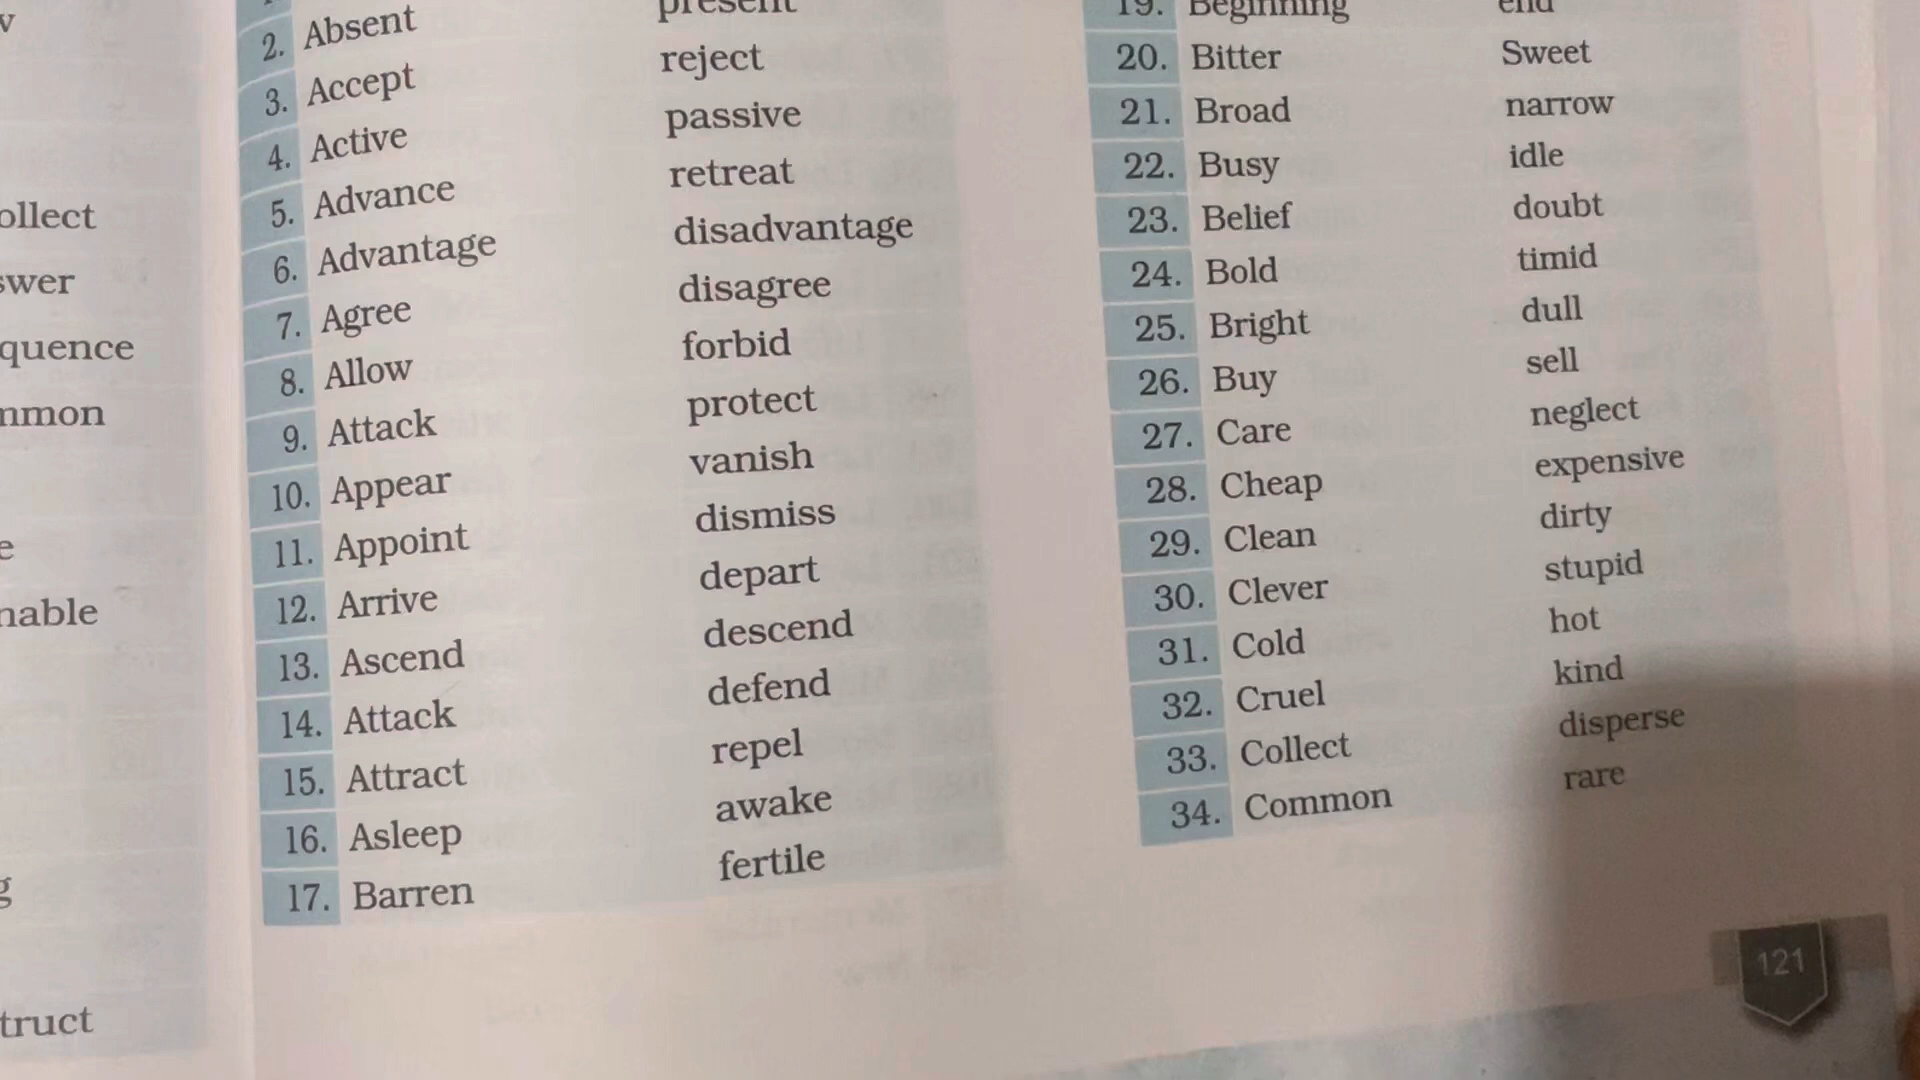 2. Absent present
3. Accept reject
4. Active passive
5. Advance retreat
6. Advantage disadvantage
7. Agree disagree
8. Allow forbid
9. Attack protect
10. Appear vanish
11. Appoint dismiss
12. Arrive depart
13. Ascend descend
14. Attack defend
15. Attract repel
16. Asleep awake
17. Barren fertile
19. Beginning end
20. Bitter Sweet
21. Broad narrow
22. Busy idle
23. Belief doubt
24. Bold timid
25. Bright dull
26. Buy sell
27. Care neglect
28. Cheap expensive
29. Clean dirty
30. Clever stupid
31. Cold hot
32. Cruel kind
33. Collect disperse
34. Common rare
121